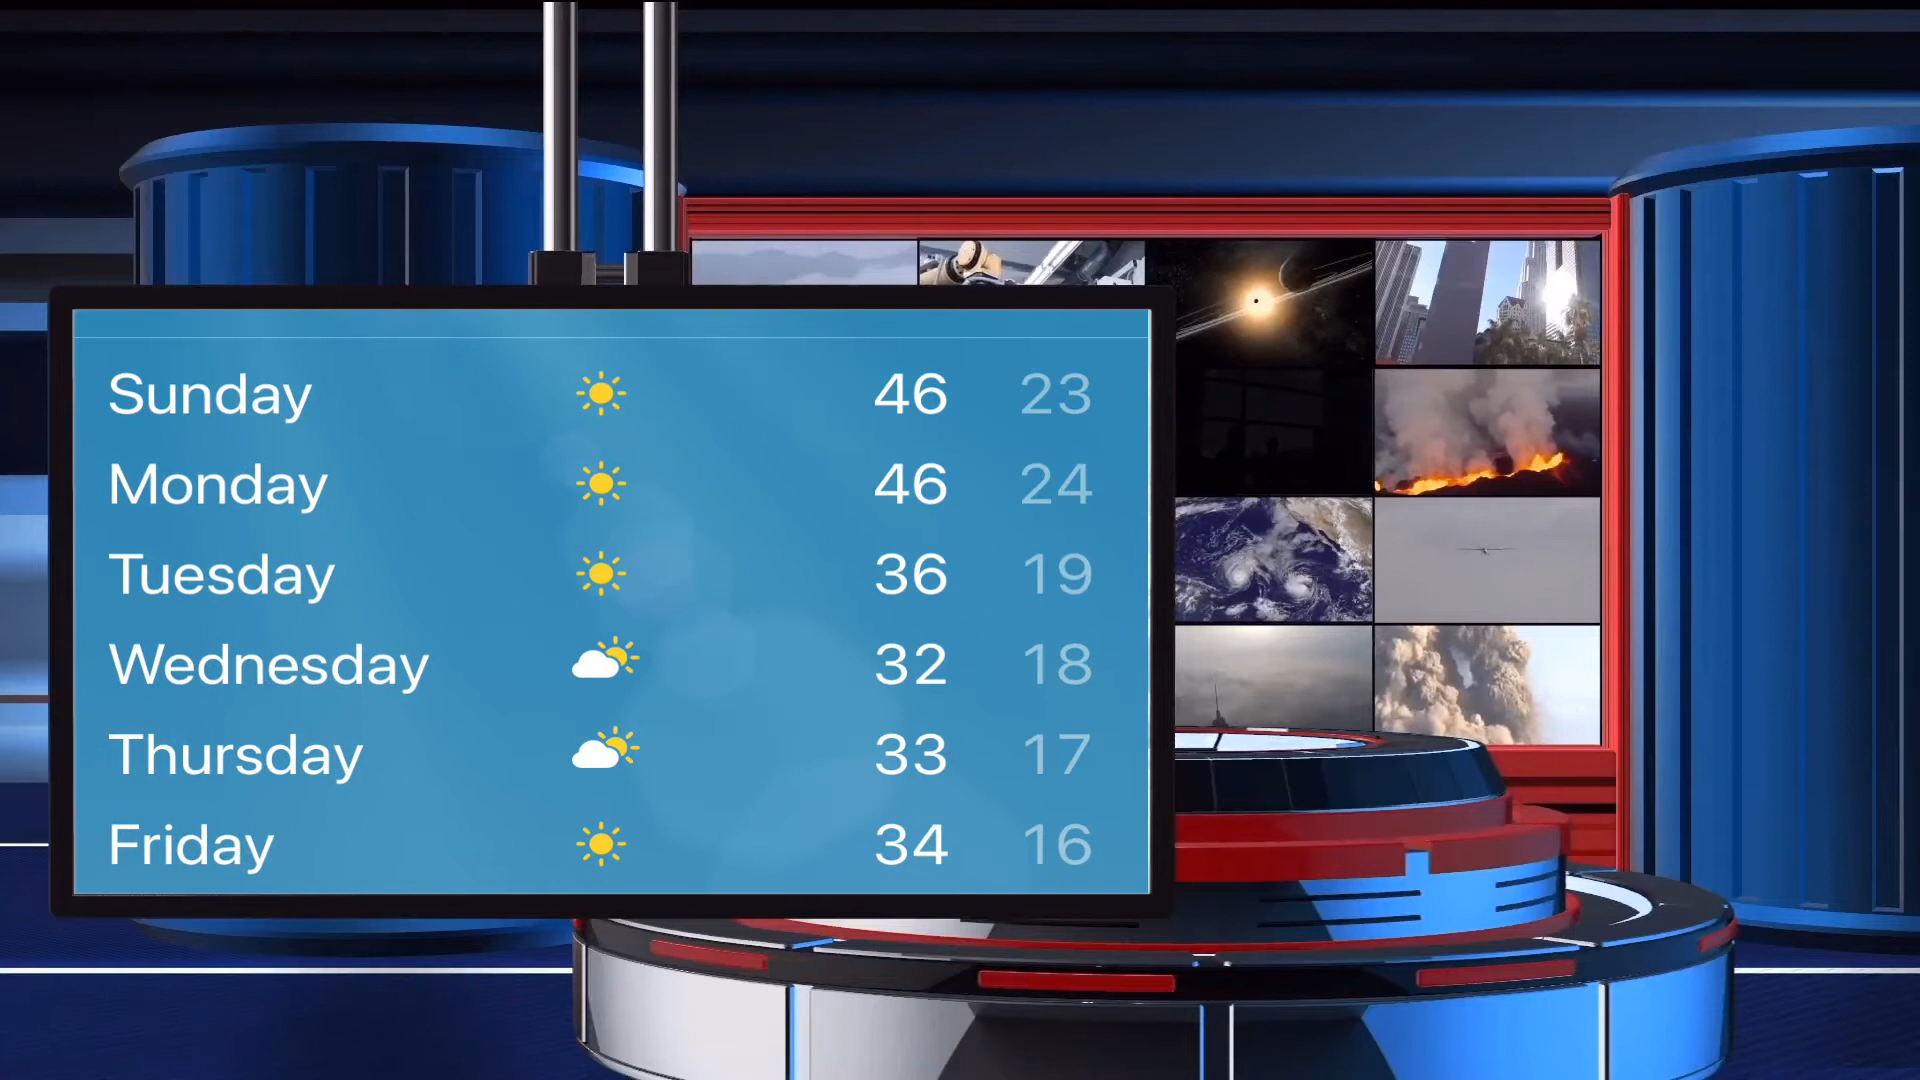 Sunday 46 23
Monday 46 24
Tuesday 36 19
Wednesday 32 18
Thursday 33 17
Friday 34 16